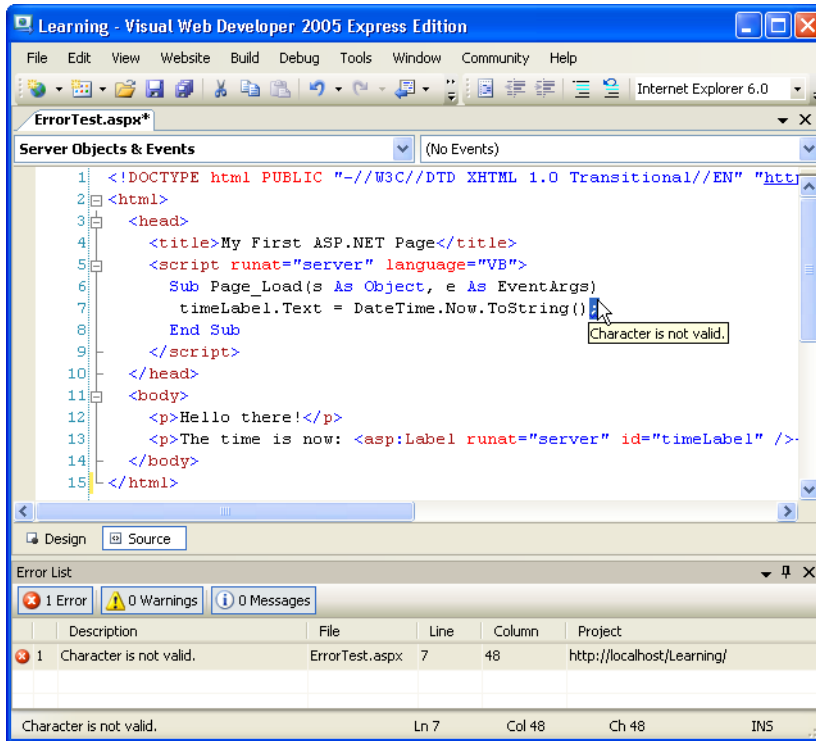 Learning - Visual Web Developer 2005 Express Edition
File Edit View Website Build Debug Tools Window Community Help
Internet Explorer 6.0
ErrorTest.aspx*
Server Objects & Events (No Events)
1 <!DOCTYPE html PUBLIC "-//W3C//DTD XHTML 1.0 Transitional//EN" "http
2 <html>
3 <head>
4 <title>My First ASP.NET Page</title>
5 <script runat="server" language="VB">
6 Sub Page_Load(s As Object, e As EventArgs)
7 timeLabel.Text = DateTime.Now.ToString();
Character is not valid.
8 End Sub
9 </script>
10 </head>
11 <body>
12 <p>Hello there!</p>
13 <p>The time is now: <asp:Label runat="server" id="timeLabel" />
14 </body>
15 </html>
Design Source
Error List
1 Error 0 Warnings 0 Messages
Description File Line Column Project
1 Character is not valid. ErrorTest.aspx 7 48 http://localhost/Learning/
Character is not valid. Ln 7 Col 48 Ch 48 INS